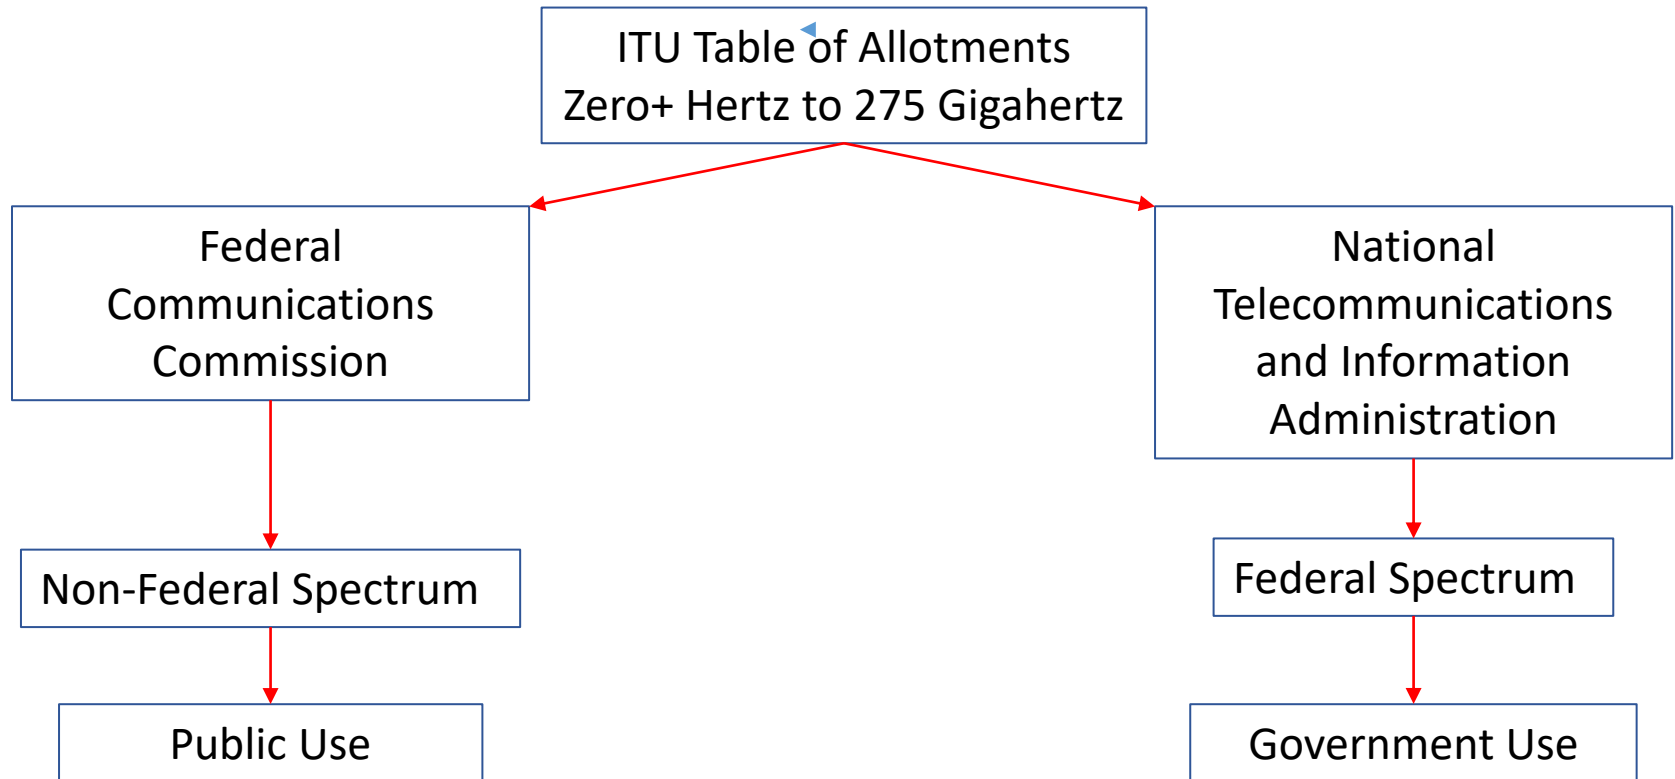 ITU Table of Allotments
Zero+ Hertz to 275 Gigahertz
Federal
Communications
Commission
National
Telecommunications
and Information
Administration
Non-Federal Spectrum
Federal Spectrum
Public Use
Government Use